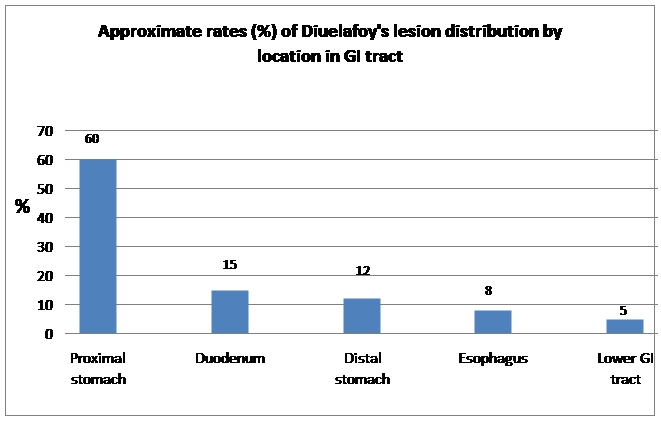 Approximate rates (%) of Diuelafoy's lesion distribution by
location in GI tract
70
60
50
40
30
20
10
0
%
60
15
12
8
5
Proximal
stomach
Duodenum
Distal
stomach
Esophagus
Lower GI
tract